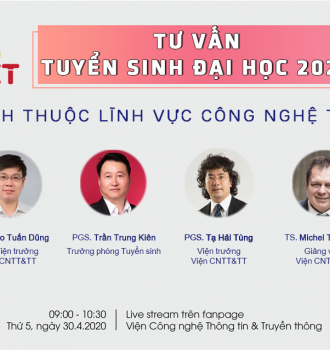 TƯ VẤN
TUYỂN SINH ĐẠI HỌC 202
H THUỘC LĨNH VỰC CÔNG NGHỆ T
o Tuấn Dũng
PGS. Trần Trung Kiên
PGS. Tạ Hải Tùng
TS. Michel T
iện trưởng
Trưởng phòng Tuyển sinh
Viện trưởng
Giảng v
CNTT&TT
Viện CNTT&TT
Viện CNTT&T
09:00 - 10:30
Live stream trên fanpage
Thứ 5, ngày 30.4.2020
Viện Công nghệ Thông tin & Truyền thông